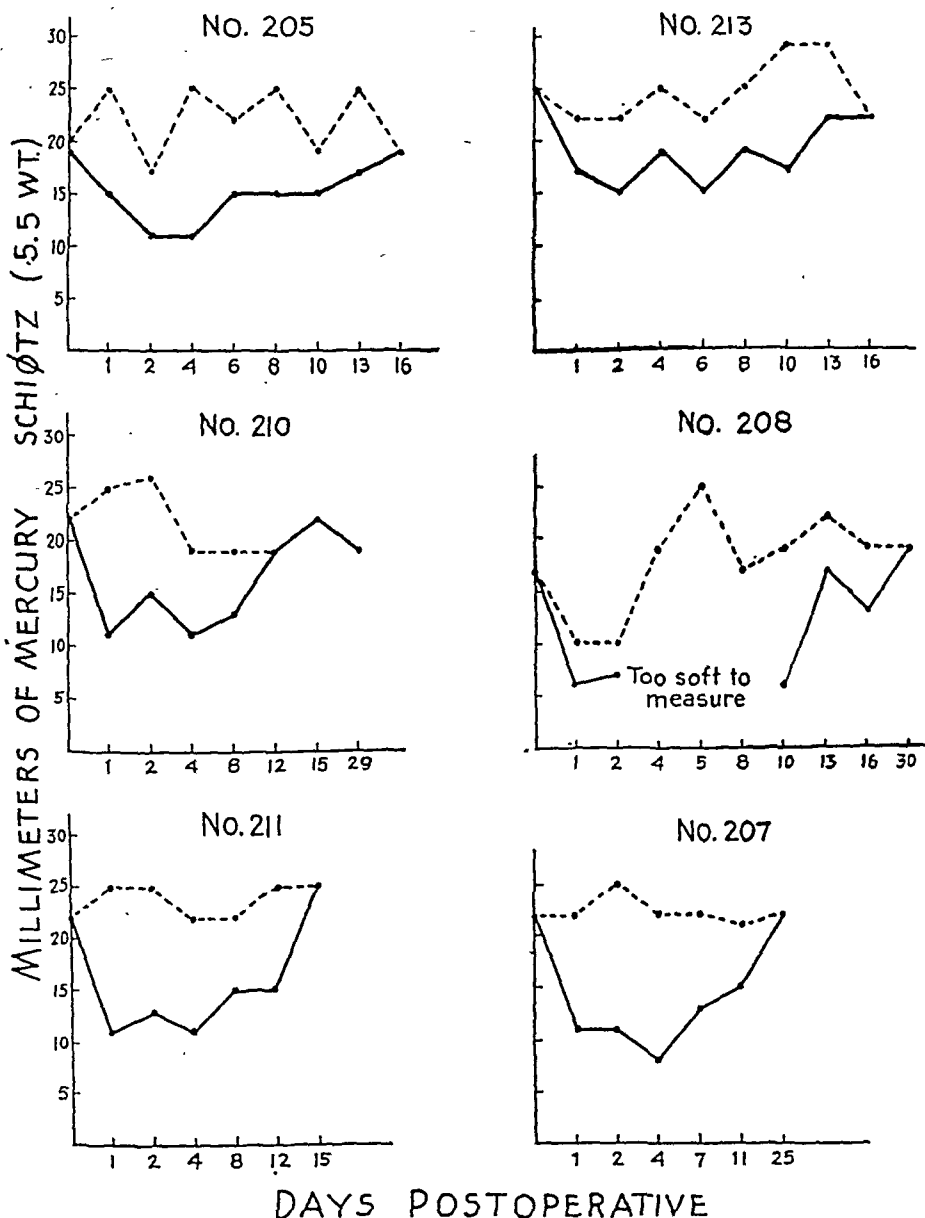 MILLIMETERS OF MERCURY SCHIØTZ (5.5 WT.)
No. 205
30
25
20
15
10
5
1 2 4 6 8 10 13 16
No. 213
1 2 4 6 8 10 13 16
No. 210
30
25
20
15
10
5
1 2 4 8 12 15 29
No. 208
Too soft to
measure
1 2 4 5 8 10 13 16 30
No. 211
30
25
20
15
10
5
1 2 4 8 12 15
No. 207
1 2 4 7 11 25
DAYS POSTOPERATIVE